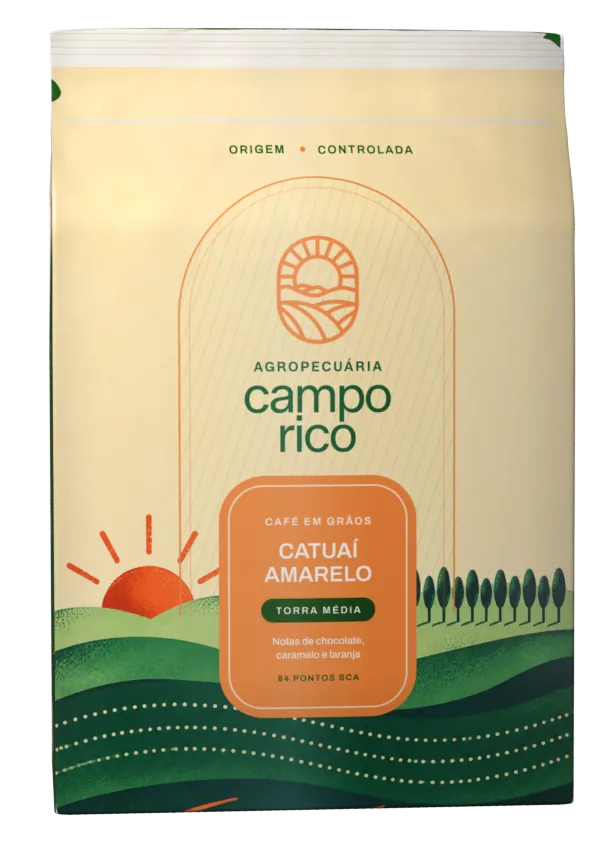 ORIGEM • CONTROLADA
AGROPECUÁRIA
campo
rico
CAFÉ EM GRÃOS
CATUAÍ
AMARELO
TORRA MÉDIA
Notas de chocolate,
caramelo e laranja
84 PONTOS SCA